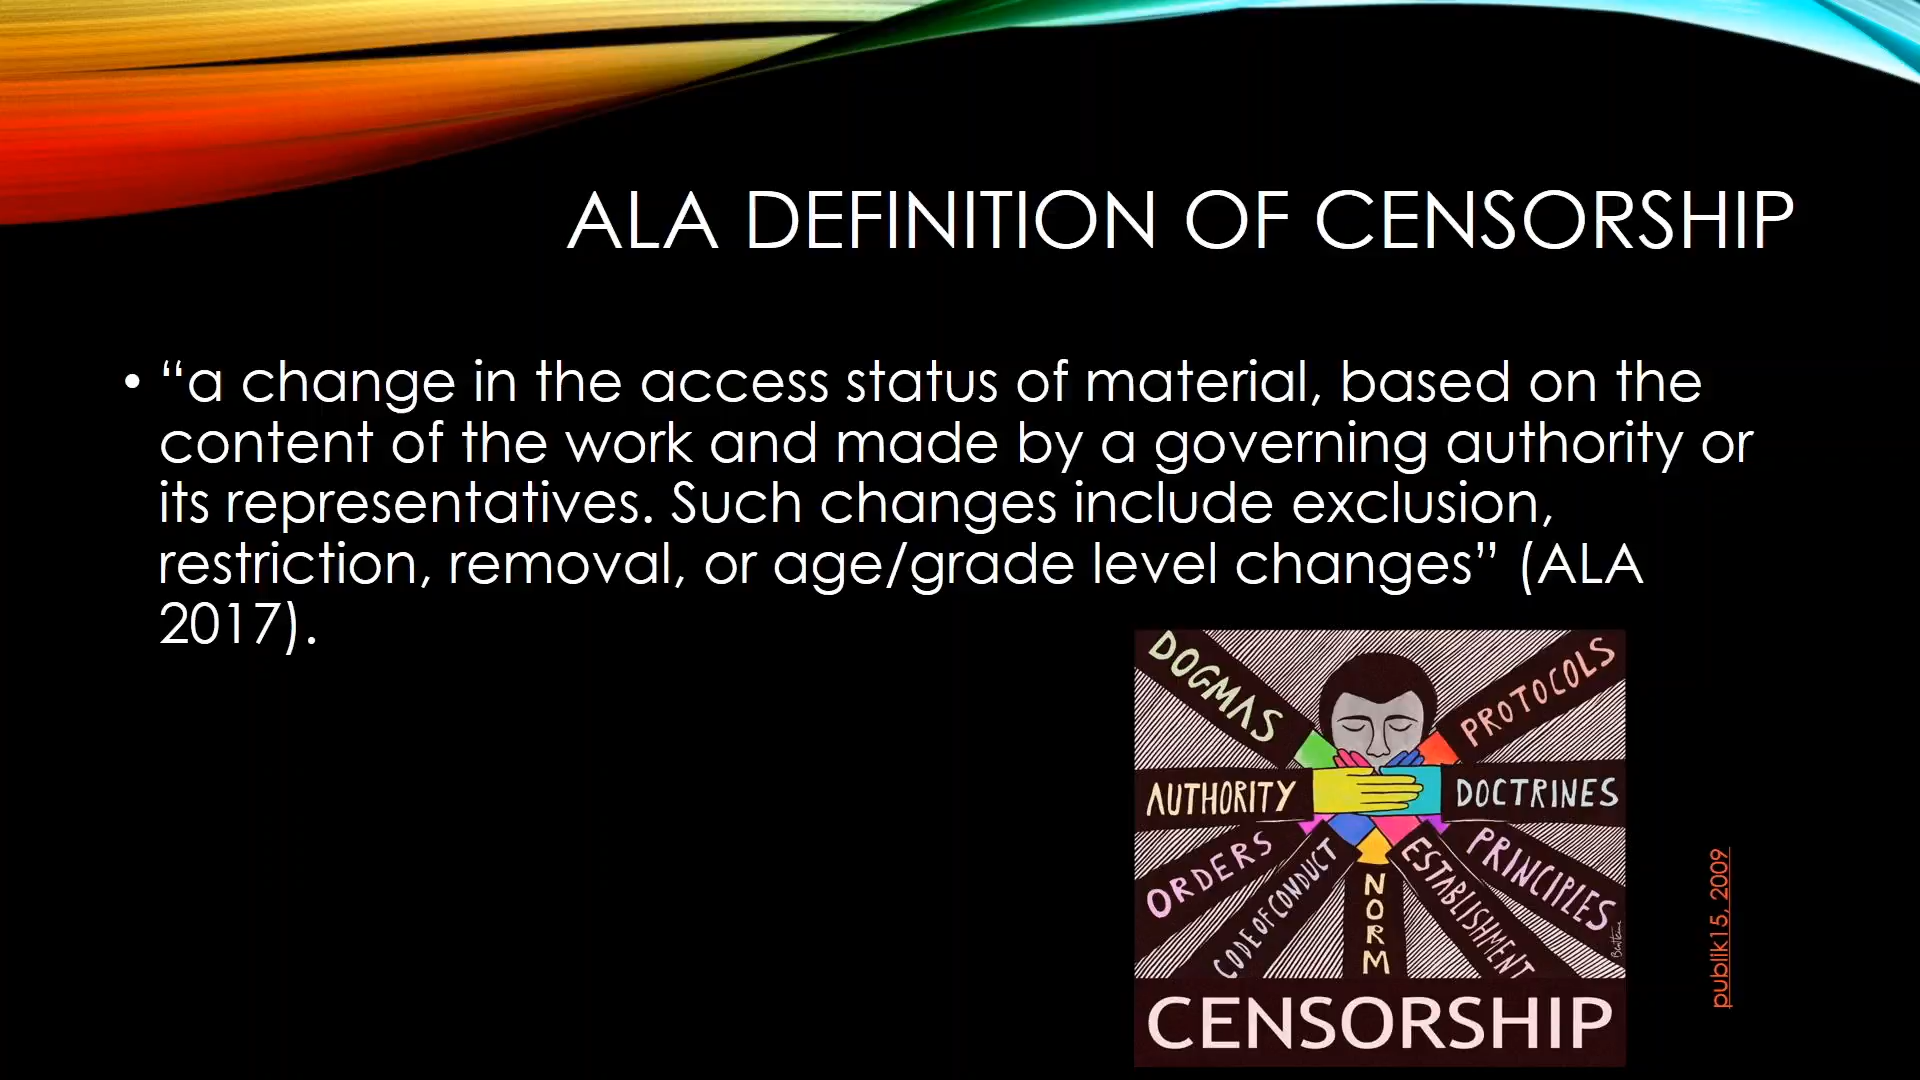 ALA DEFINITION OF CENSORSHIP
• “a change in the access status of material, based on the
content of the work and made by a governing authority or
its representatives. Such changes include exclusion,
restriction, removal, or age/grade level changes” (ALA
2017).
DOGMAS
PROTOCOLS
AUTHORITY
DOCTRINES
ORDERS
CODE OF CONDUCT
NORM
ESTABLISHMENT
PRINCIPLES
CENSORSHIP
publik15, 2009